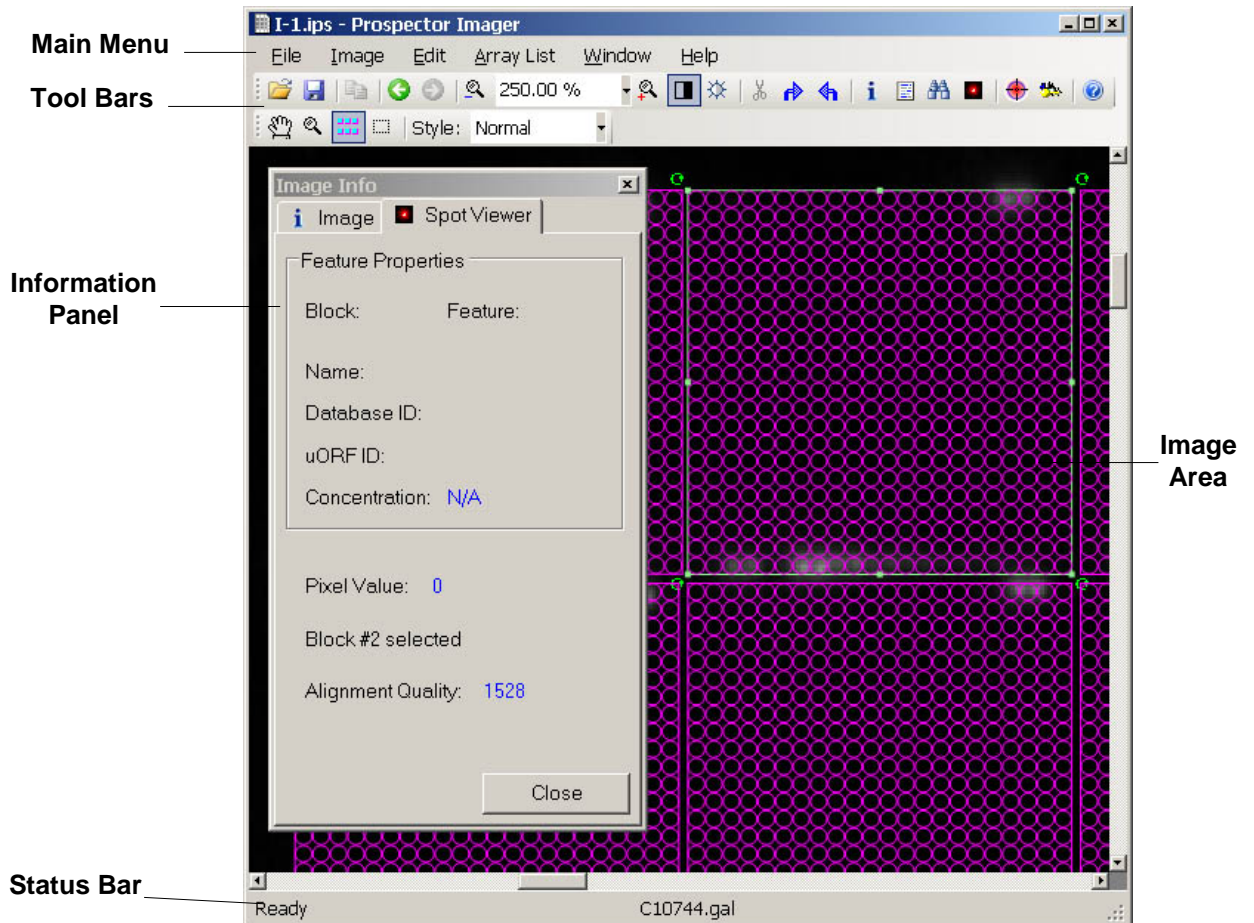 I-1.ips - Prospector Imager
Main Menu
File Image Edit Array List Window Help
Tool Bars
250.00 %
Style: Normal
Image Info
Image Spot Viewer
Feature Properties
Information
Panel
Block: Feature:
Name:
Database ID:
uORF ID:
Concentration: N/A
Image
Area
Pixel Value: 0
Block #2 selected
Alignment Quality: 1528
Close
Status Bar
Ready C10744.gal